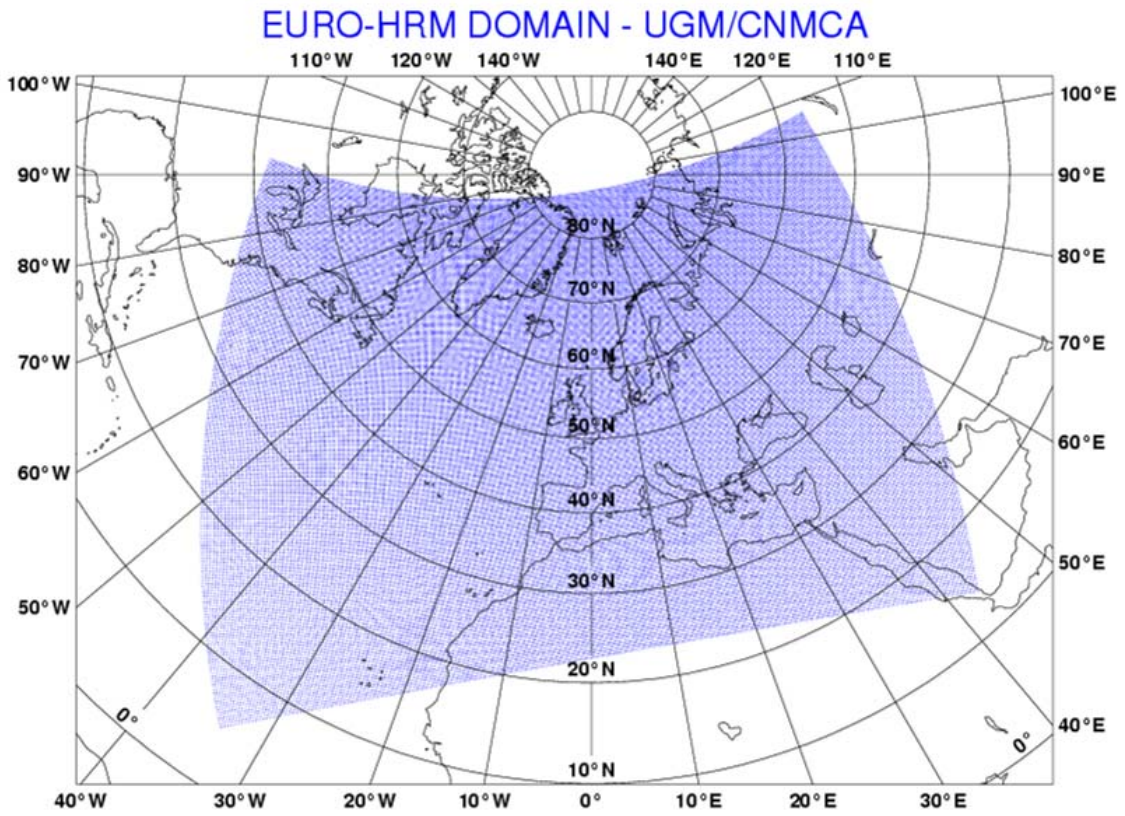 EURO-HRM DOMAIN - UGM/CNMCA
110°W 120°W 140°W 140°E 120°E 110°E
100°W 100°E
90°W 90°E
80°N
80°W 80°E
70°N
70°W 70°E
60°N
50°N
60°W 60°E
40°N
50°W 30°N 50°E
20°N
0° 0° 40°E
10°N
40°W 30°W 20°W 10°W 0° 10°E 20°E 30°E